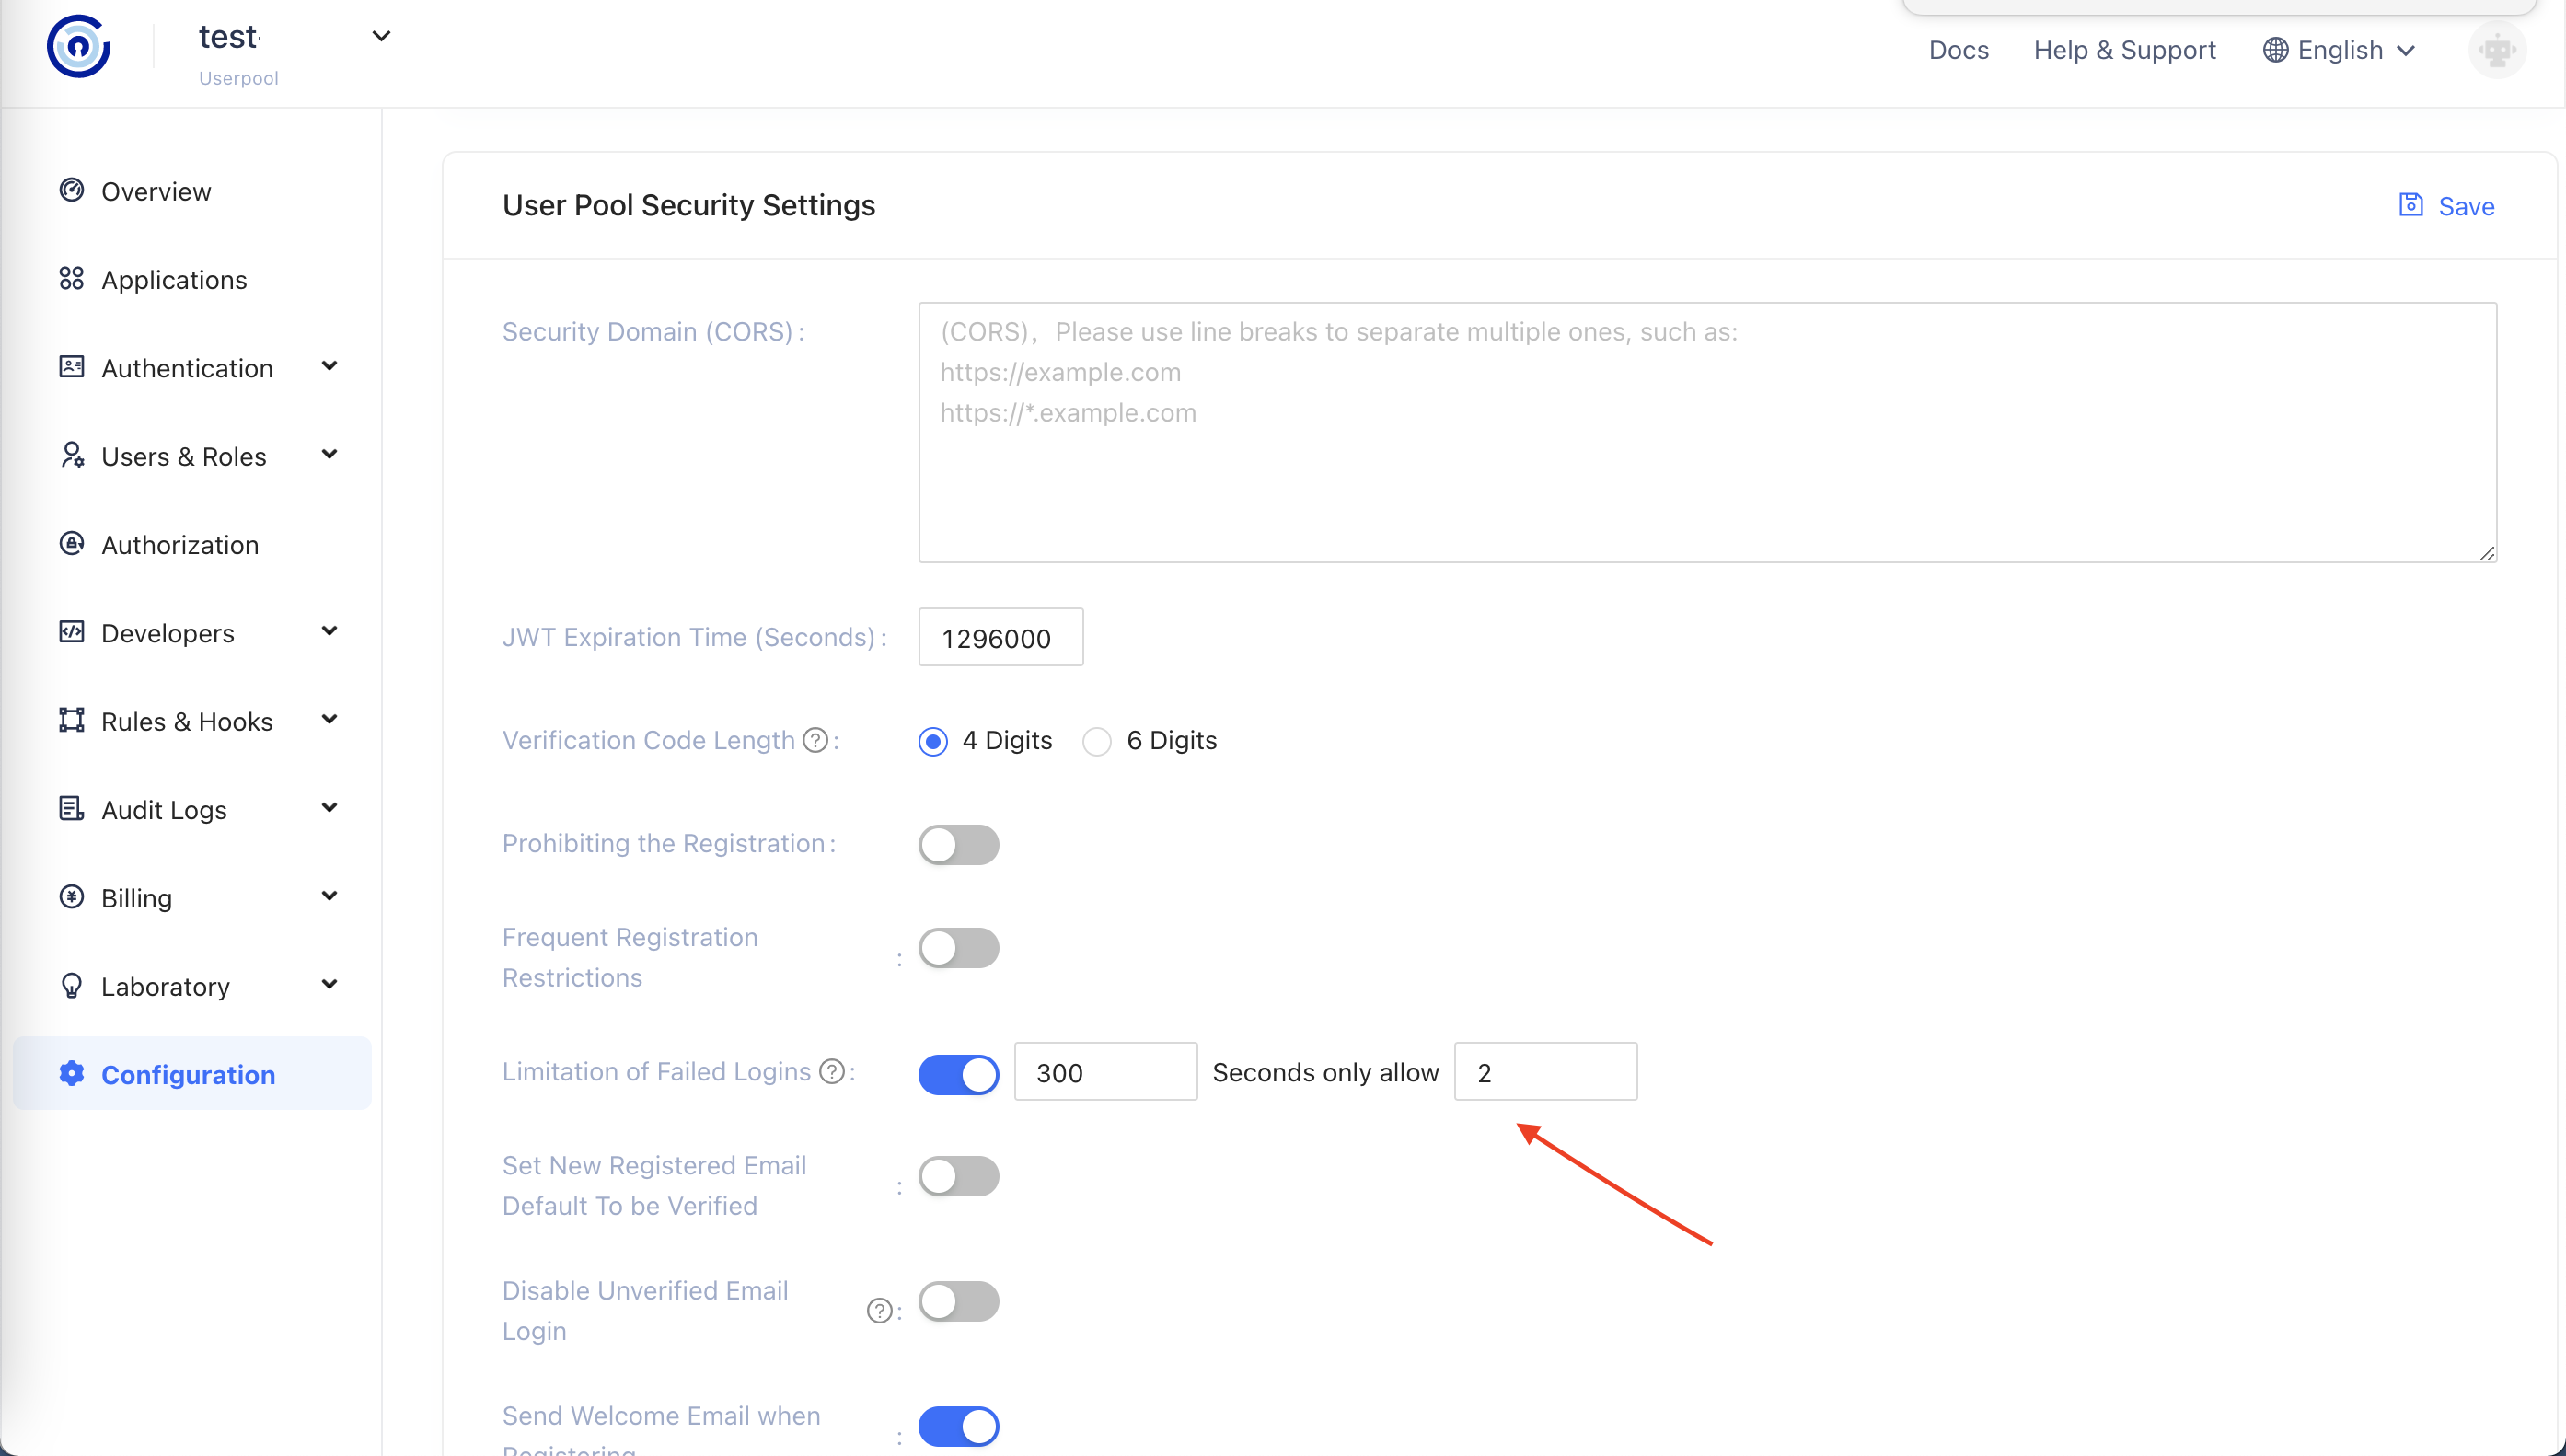 test
Userpool
Docs
Help & Support
English
Overview
Applications
Authentication
Users & Roles
Authorization
Developers
Rules & Hooks
Audit Logs
Billing
Laboratory
Configuration
User Pool Security Settings
Save
Security Domain (CORS) :
(CORS)，Please use line breaks to separate multiple ones, such as:
https://example.com
https://*.example.com
JWT Expiration Time (Seconds) :
1296000
Verification Code Length ? :
4 Digits
6 Digits
Prohibiting the Registration :
Frequent Registration
Restrictions :
Limitation of Failed Logins ? :
300
Seconds only allow
2
Set New Registered Email
Default To be Verified :
Disable Unverified Email
Login ? :
Send Welcome Email when
Registering :